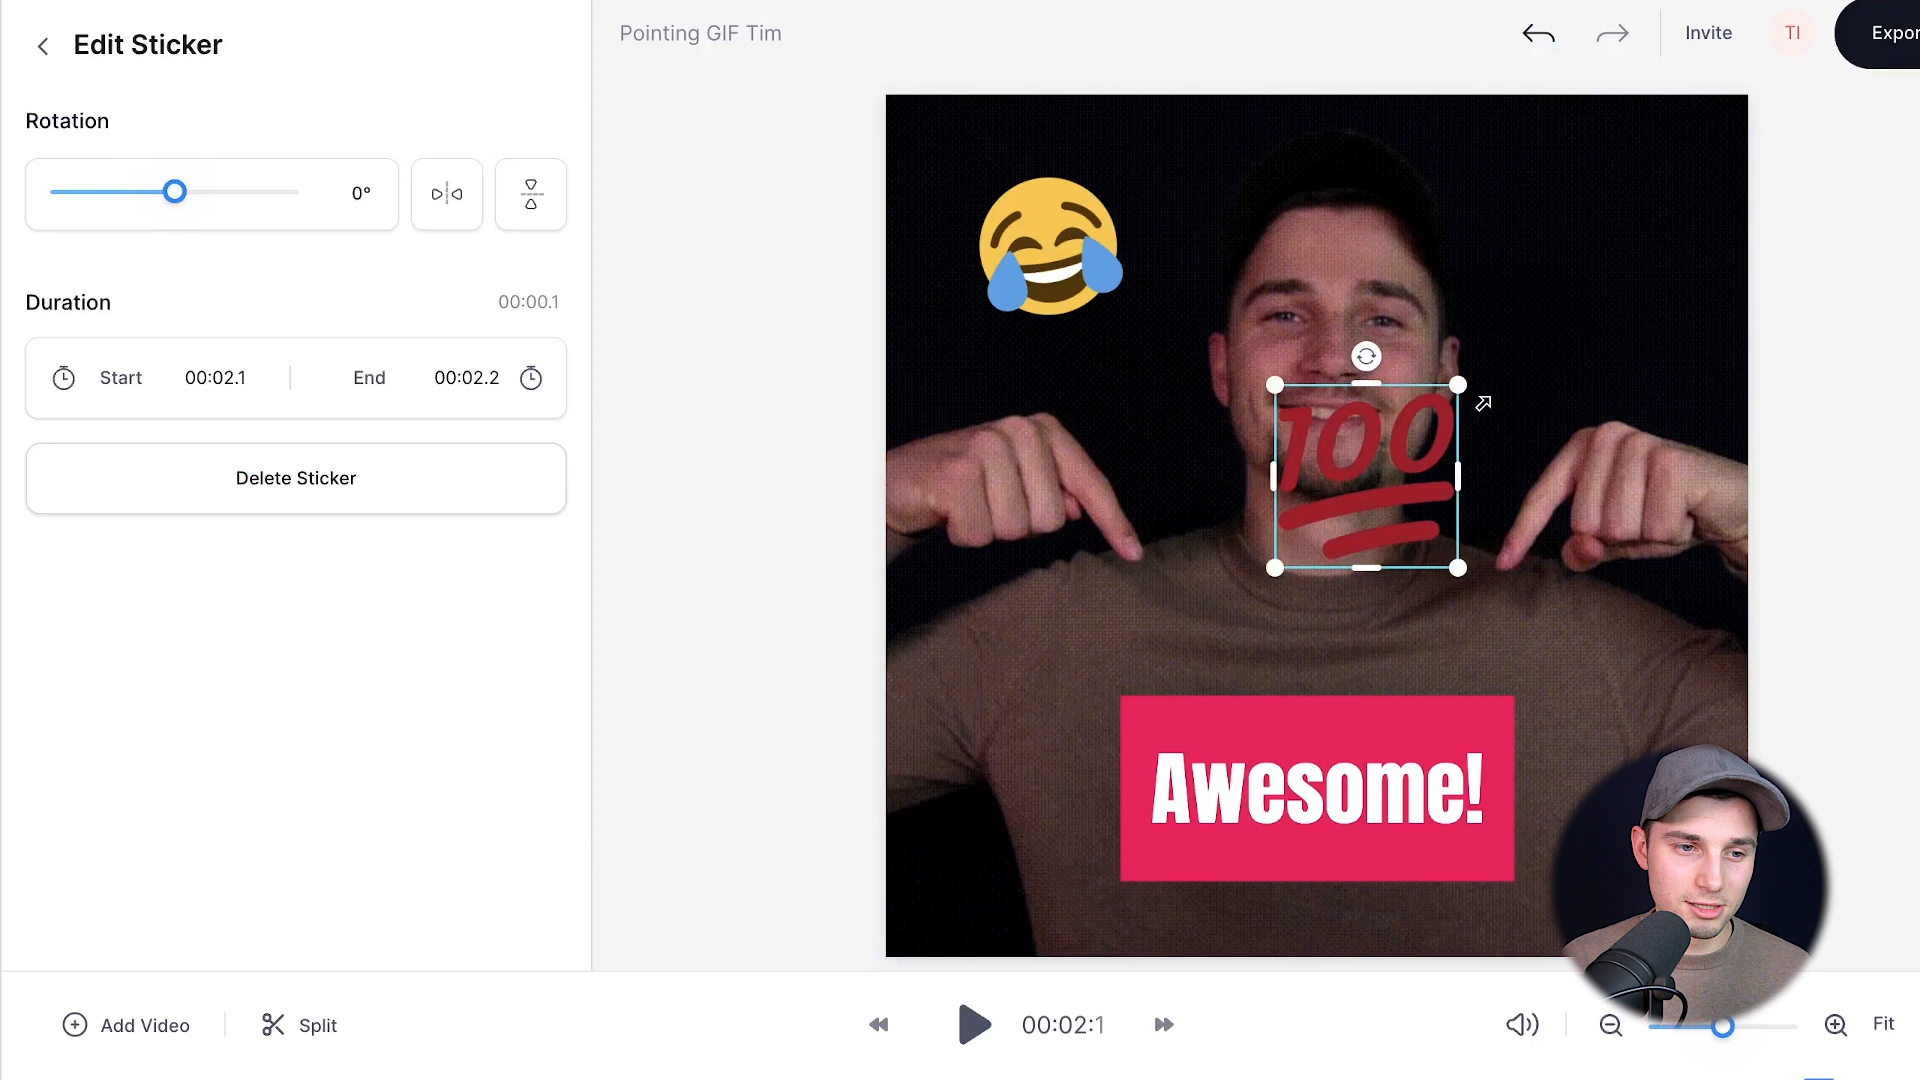 Edit Sticker
Pointing GIF Tim
Invite
TI
Expor
Rotation
0°
Duration
00:00.1
Start
00:02.1
End
00:02.2
Delete Sticker
100
Awesome!
Add Video
Split
00:02:1
Fit